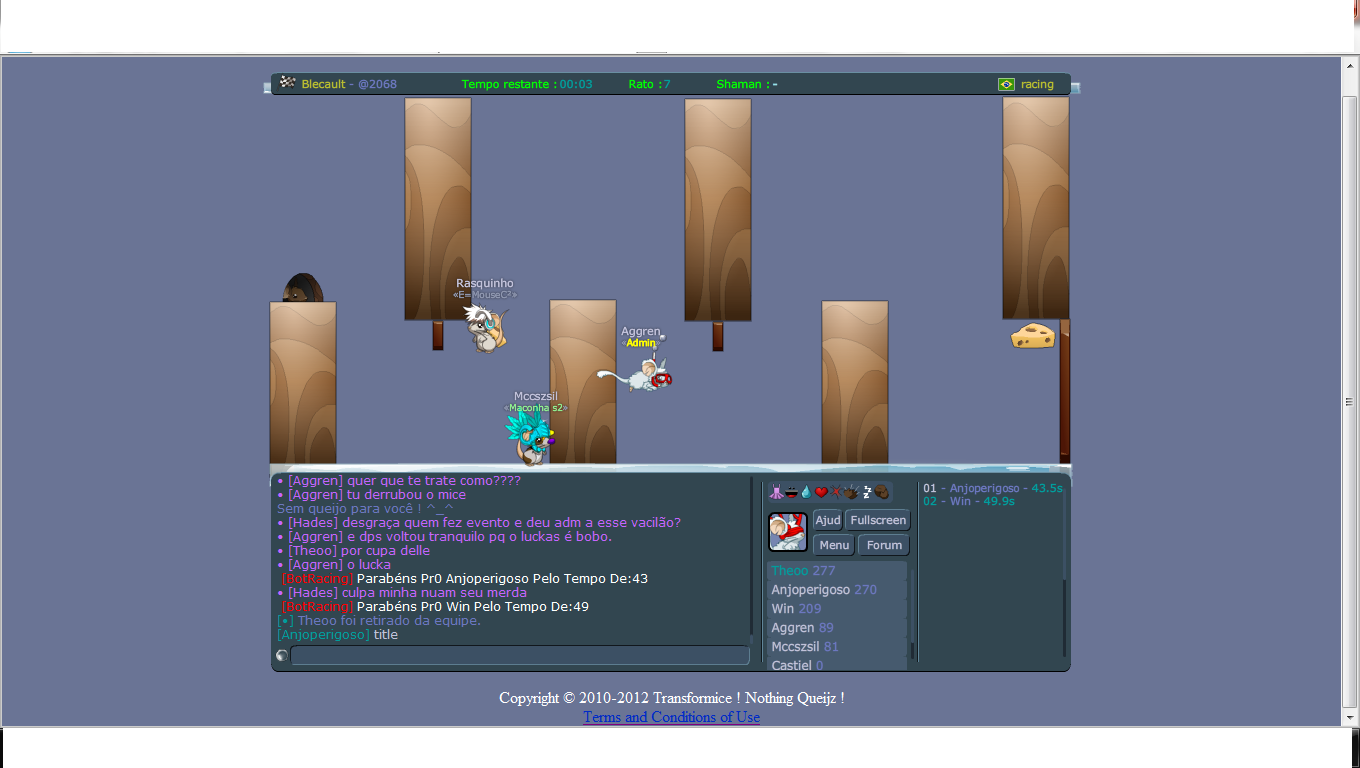 Blecault - @2068 Tempo restante : 00:03 Rato : 7 Shaman : - racing
Rasquinho
«E=MouseC²»
Aggren
«Admin»
Mccszsil
«Maconha s2»
• [Aggren] quer que te trate como????
• [Aggren] tu derrubou o mice
Sem queijo para você ! ^_^
• [Hades] desgraça quem fez evento e deu adm a esse vacilão?
• [Aggren] e dps voltou tranquilo pq o luckas é bobo.
• [Theoo] por cupa delle
• [Aggren] o lucka
[BotRacing] Parabéns Pr0 Anjoperigoso Pelo Tempo De:43
• [Hades] culpa minha nuam seu merda
[BotRacing] Parabéns Pr0 Win Pelo Tempo De:49
[•] Theoo foi retirado da equipe.
[Anjoperigoso] title
Ajud Fullscreen
Menu Forum
Theoo 277
Anjoperigoso 270
Win 209
Aggren 89
Mccszsil 81
Castiel 0
01 - Anjoperigoso - 43.5s
02 - Win - 49.9s
Copyright © 2010-2012 Transformice ! Nothing Queijz !
Terms and Conditions of Use